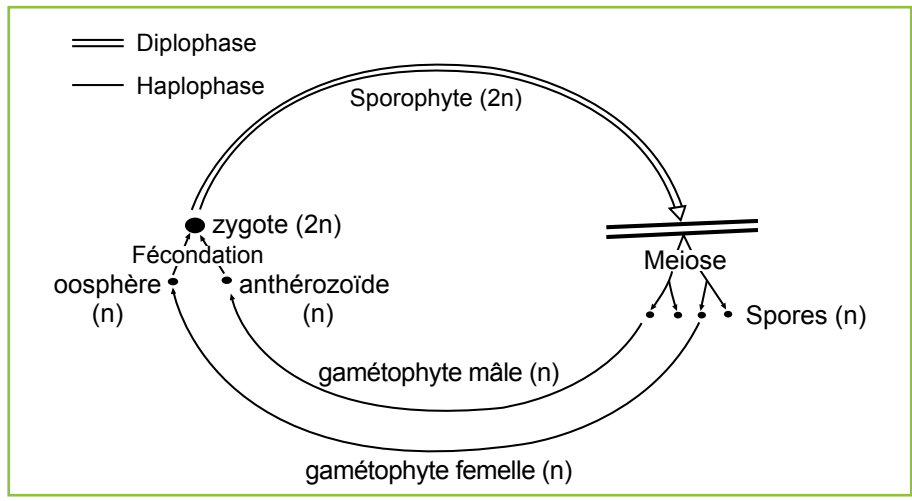 Diplophase
Haplophase
Sporophyte (2n)
zygote (2n)
Fécondation
oosphère
(n)
anthérozoïde
(n)
Meiose
Spores (n)
gamétophyte mâle (n)
gamétophyte femelle (n)